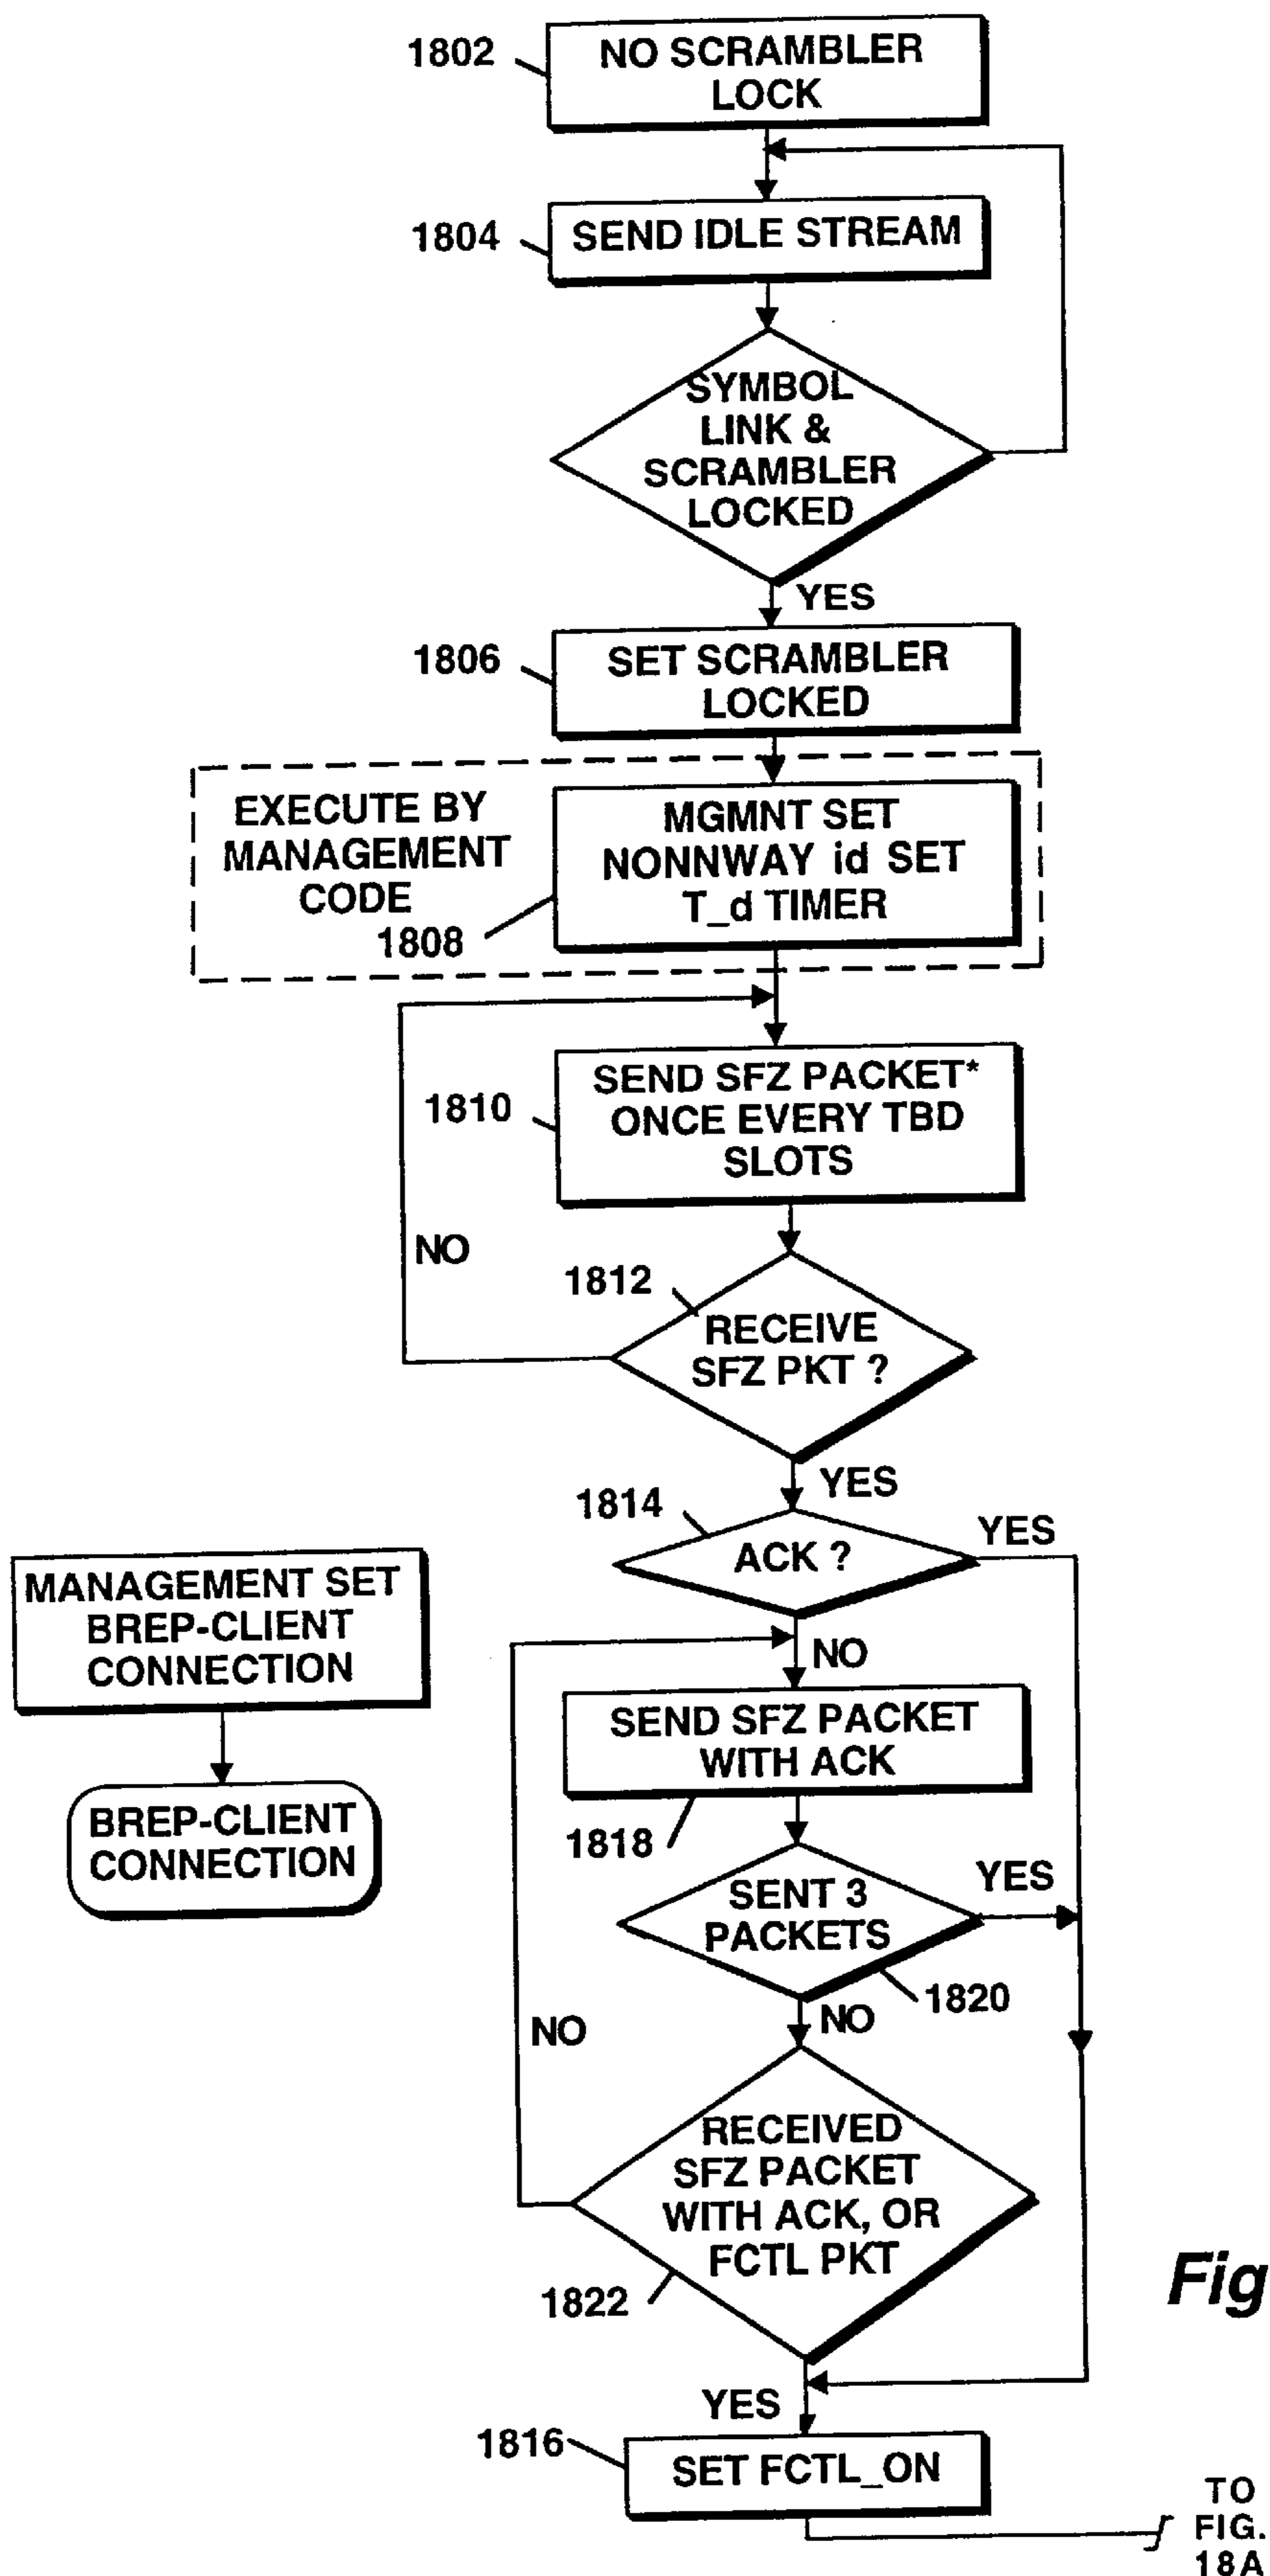 1802
NO SCRAMBLER
LOCK
1804
SEND IDLE STREAM
SYMBOL
LINK &
SCRAMBLER
LOCKED
YES
1806
SET SCRAMBLER
LOCKED
EXECUTE BY
MANAGEMENT
CODE
1808
MGMNT SET
NONNWAY id SET
T_d TIMER
1810
SEND SFZ PACKET*
ONCE EVERY TBD
SLOTS
NO
1812
RECEIVE
SFZ PKT ?
YES
1814
ACK ?
YES
MANAGEMENT SET
BREP-CLIENT
CONNECTION
BREP-CLIENT
CONNECTION
NO
SEND SFZ PACKET
WITH ACK
1818
SENT 3
PACKETS
YES
1820
NO
NO
RECEIVED
SFZ PACKET
WITH ACK, OR
FCTL PKT
1822
Fig
YES
1816
SET FCTL_ON
TO
FIG.
18A